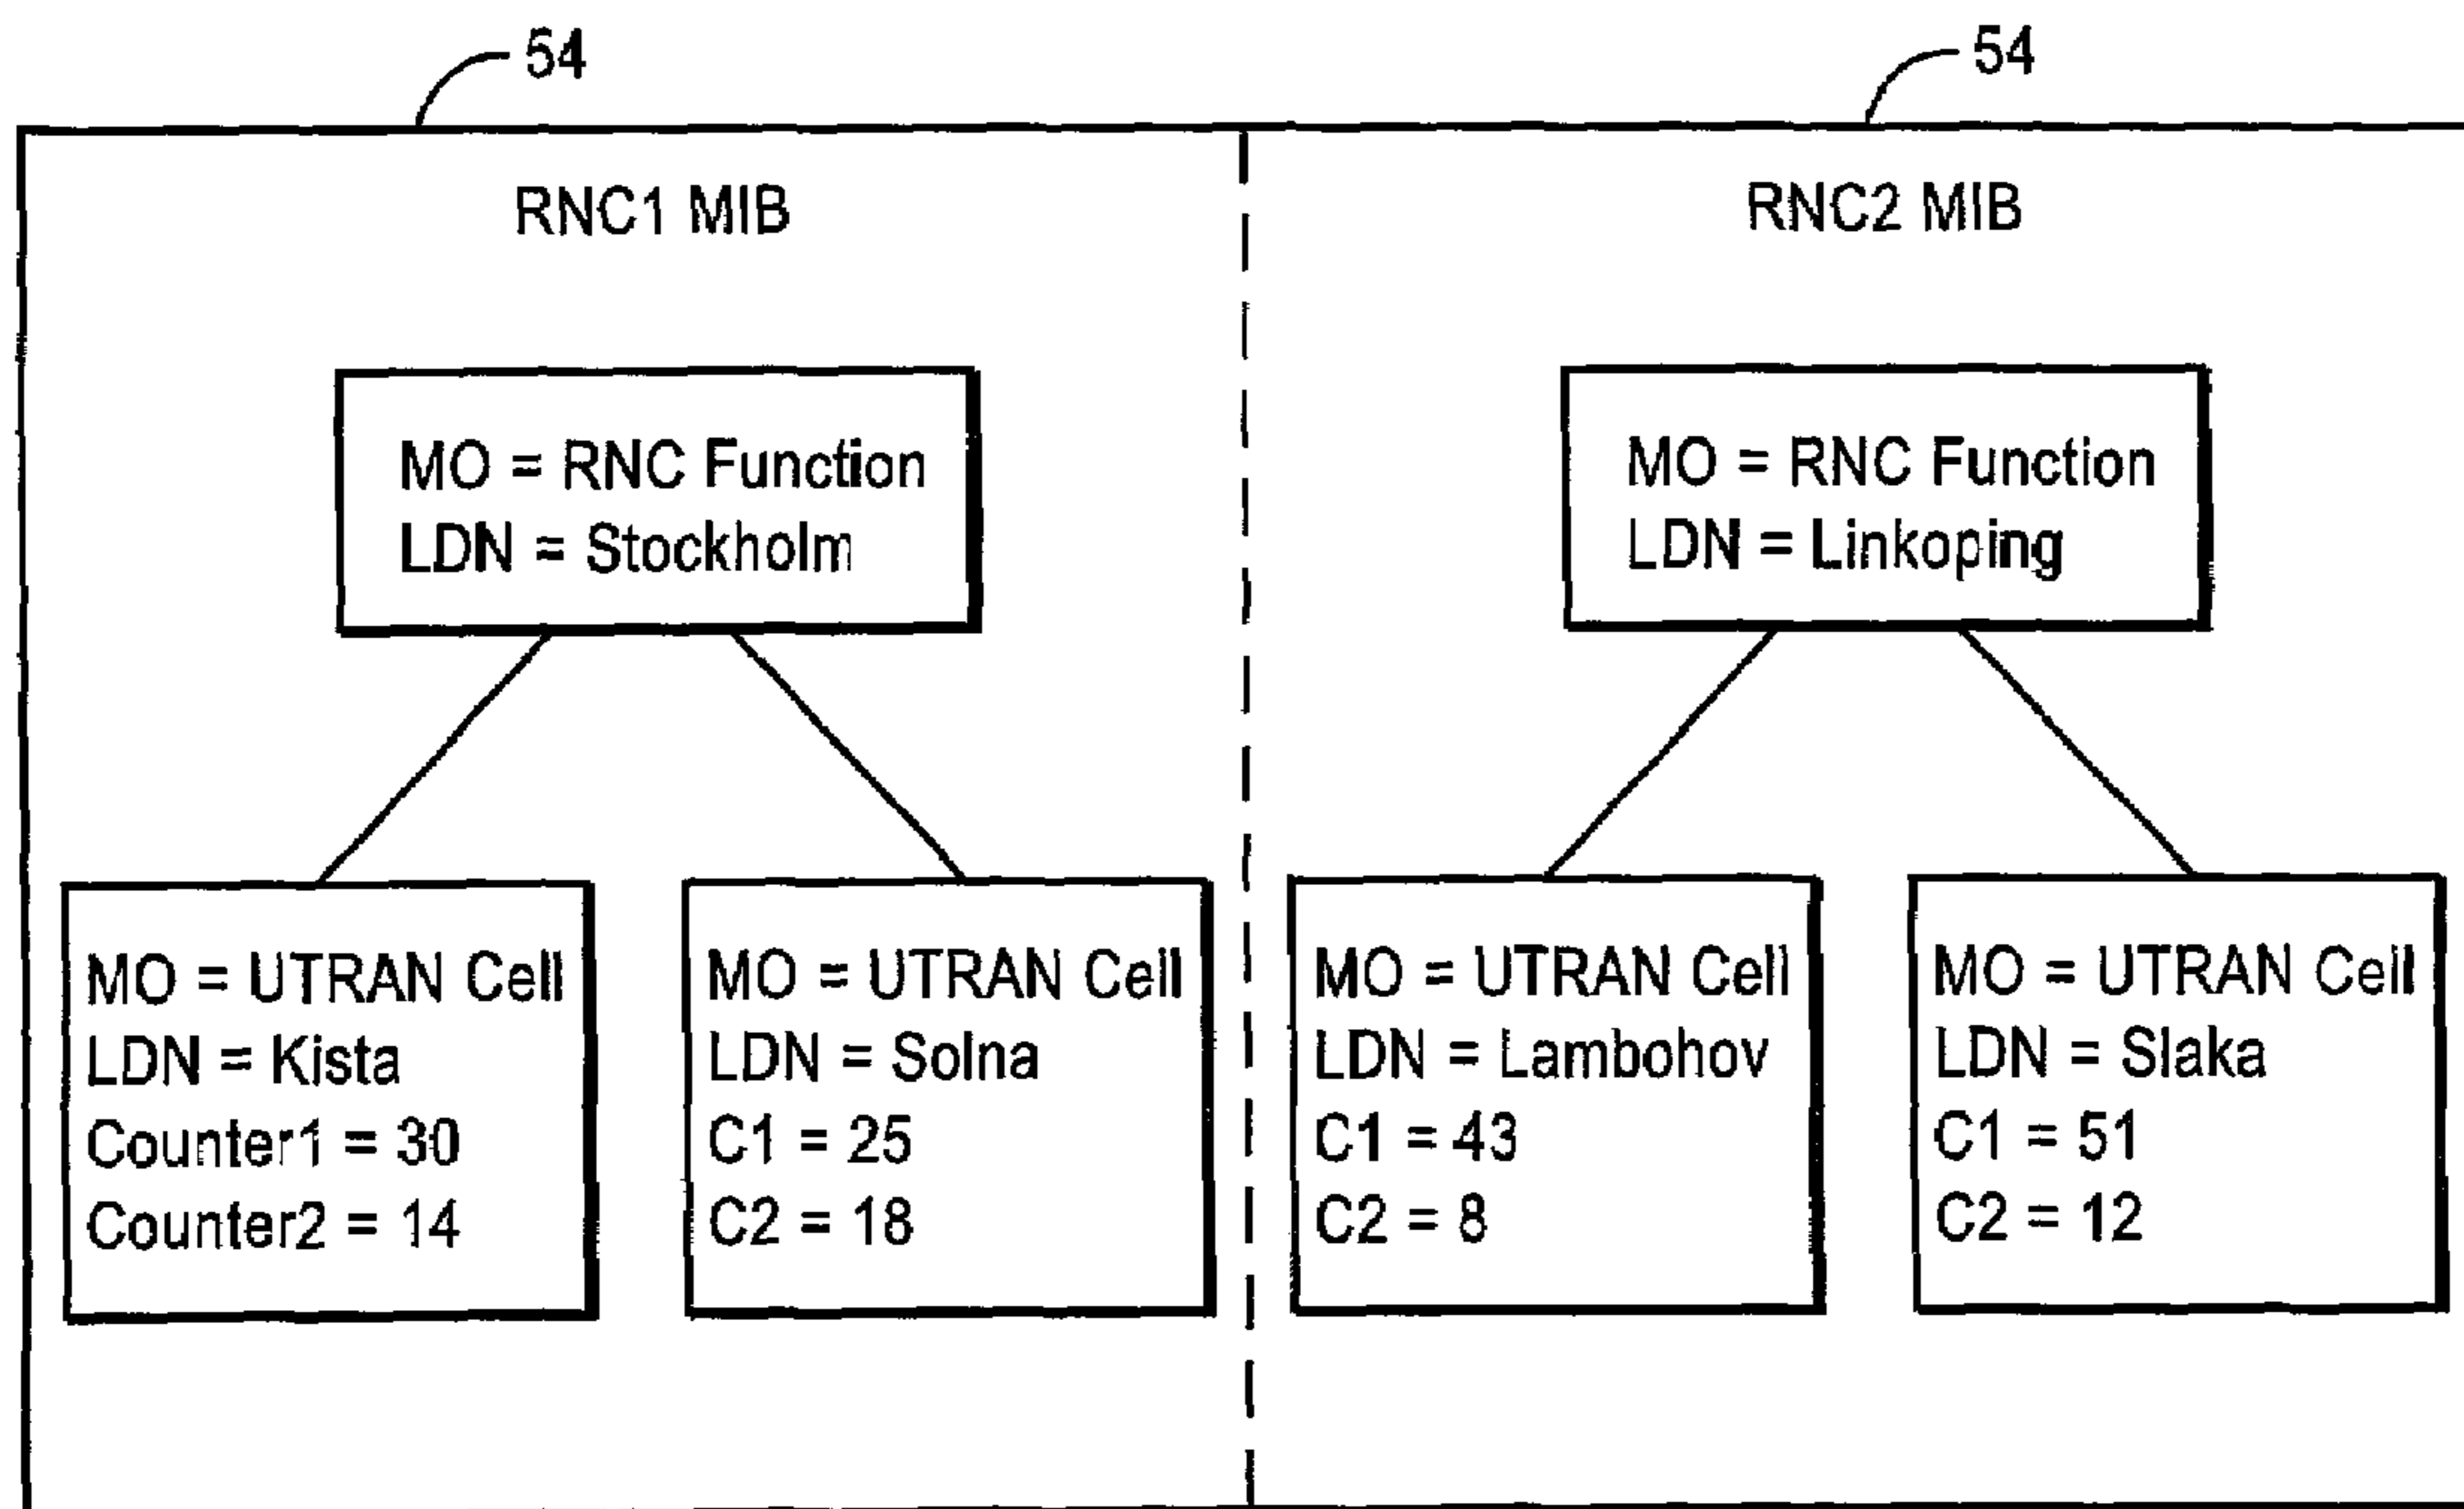 54
54
RNC1 MIB
RNC2 MIB
MO = RNC Function
LDN = Stockholm
MO = RNC Function
LDN = Linkoping
MO = UTRAN Cell
LDN = Kista
Counter1 = 30
Counter2 = 14
MO = UTRAN Cell
LDN = Solna
C1 = 25
C2 = 18
MO = UTRAN Cell
LDN = Lambohov
C1 = 43
C2 = 8
MO = UTRAN Cell
LDN = Slaka
C1 = 51
C2 = 12